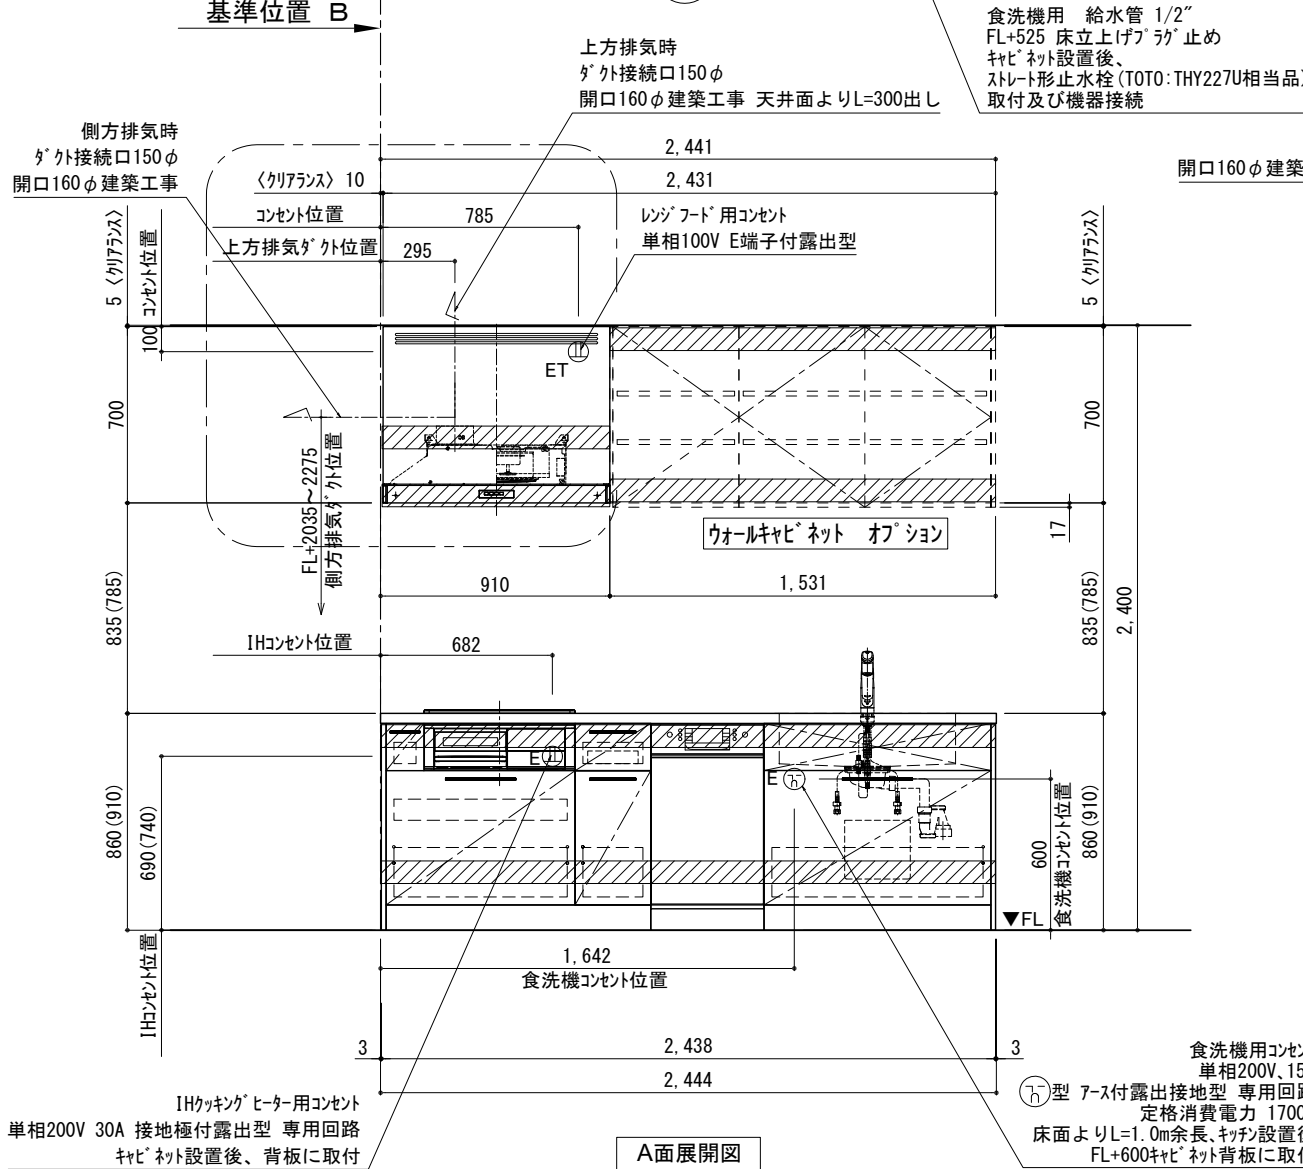 基準位置 B
食洗機用 給水管 1/2″
FL+525 床立上げﾌﾟﾗｸﾞ止め
ｷｬﾋﾞﾈｯﾄ設置後、
ｽﾄﾚｰﾄ形止水栓(TOTO:THY227U相当品)
取付及び機器接続
上方排気時
ﾀﾞｸﾄ接続口150φ
開口160φ建築工事 天井面よりL=300出し
側方排気時
ﾀﾞｸﾄ接続口150φ
開口160φ建築工事
開口160φ建築
2,441
〈ｸﾘｱﾗﾝｽ〉 10
2,431
ｺﾝｾﾝﾄ位置
785
ﾚﾝｼﾞﾌｰﾄﾞ用ｺﾝｾﾝﾄ
単相100V E端子付露出型
上方排気ﾀﾞｸﾄ位置
295
5 〈ｸﾘｱﾗﾝｽ〉
100 ｺﾝｾﾝﾄ位置
5 〈ｸﾘｱﾗﾝｽ〉
ET
700
700
FL+2035～2275
側方排気ﾀﾞｸﾄ位置
ｳｫｰﾙｷｬﾋﾞﾈｯﾄ ｵﾌﾟｼｮﾝ
17
910
1,531
835(785)
835(785)
2,400
IHｺﾝｾﾝﾄ位置
682
E
E
860(910)
690(740)
IHｺﾝｾﾝﾄ位置
600
食洗機ｺﾝｾﾝﾄ位置
860(910)
▼FL
1,642
食洗機ｺﾝｾﾝﾄ位置
3
2,438
3
2,444
IHｸｯｷﾝｸﾞﾋｰﾀｰ用ｺﾝｾﾝﾄ
単相200V 30A 接地極付露出型 専用回路
ｷｬﾋﾞﾈｯﾄ設置後、背板に取付
A面展開図
食洗機用ｺﾝｾﾝ
単相200V、15
型 ｱｰｽ付露出接地型 専用回路
定格消費電力 1700
床面よりL=1.0m余長、ｷｯﾁﾝ設置後
FL+600ｷｬﾋﾞﾈｯﾄ背板に取付